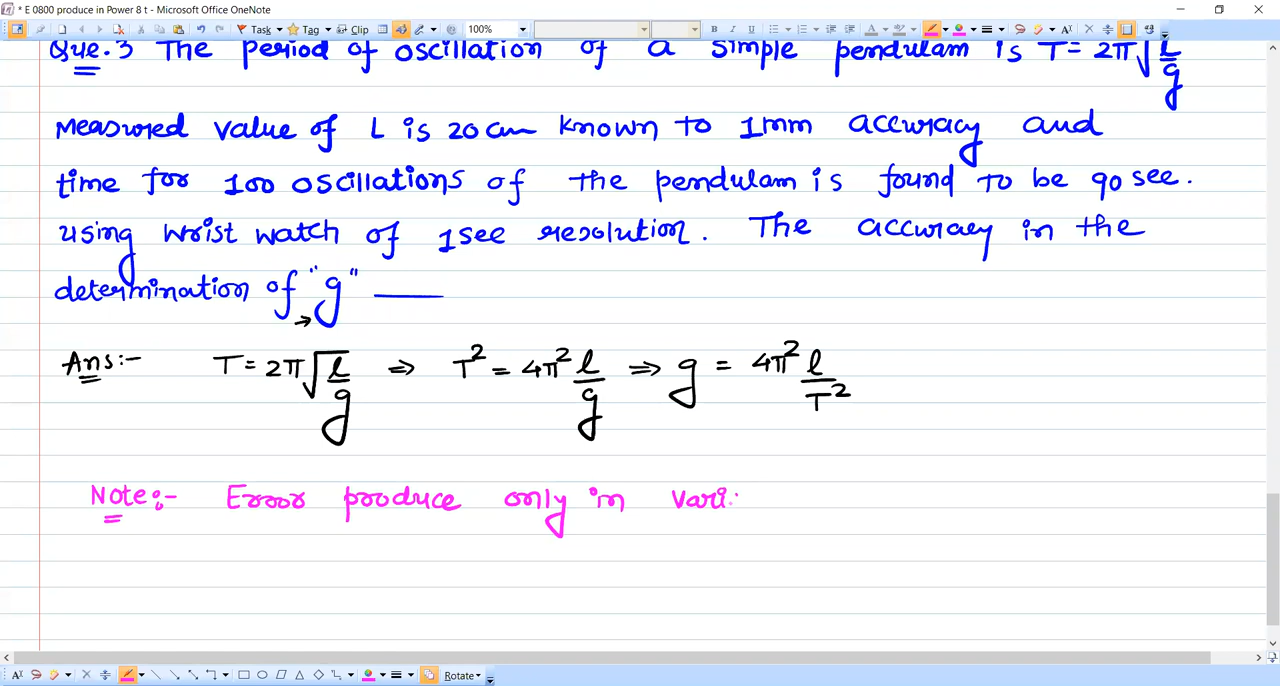 * E 0800 produce in Power 8 t - Microsoft Office OneNote
Task Tag Clip 100%
Que.3 The period of oscillation of a simple pendulam is T = 2π√L/g
Measured value of L is 20 cm known to 1mm accuracy and
time for 100 oscillations of the pendulam is found to be 90 sec.
using wrist watch of 1sec resolution. The accuracy in the
determination of "g" ———
Ans:- T = 2π√l/g ⇒ T² = 4π² l/g ⇒ g = 4π² l/T²
Note:- Error produce only in vari
Rotate